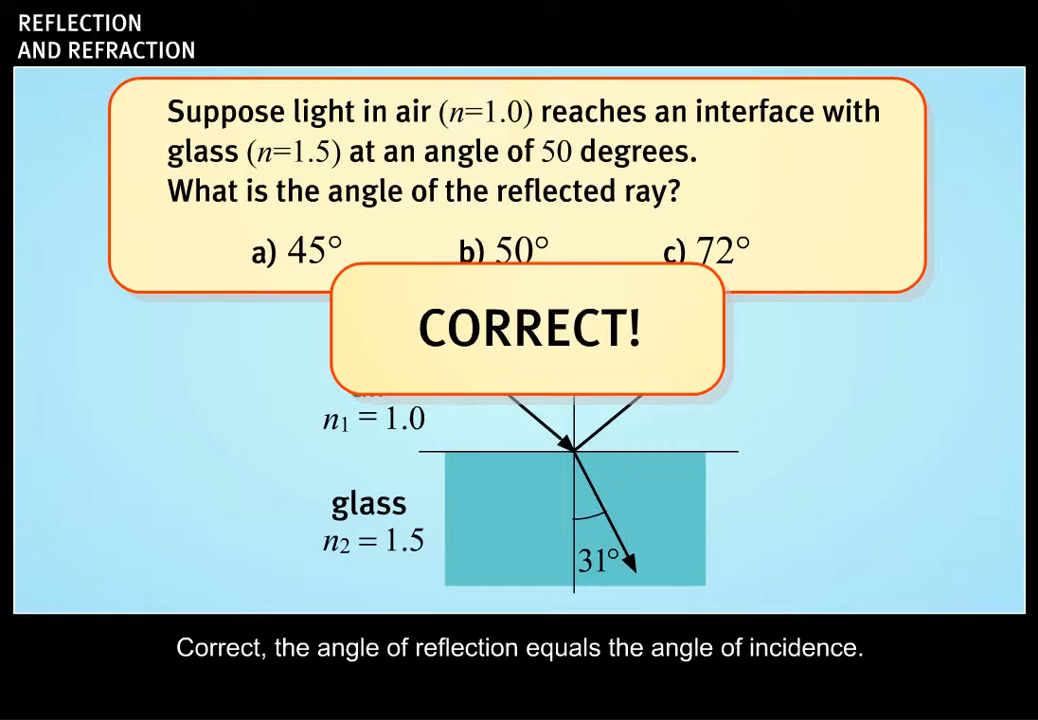 REFLECTION
AND REFRACTION
Suppose light in air (n=1.0) reaches an interface with
glass (n=1.5) at an angle of 50 degrees.
What is the angle of the reflected ray?
a) 45° b) 50° c) 72°
CORRECT!
n₁ = 1.0
glass
n₂ = 1.5
31°
Correct, the angle of reflection equals the angle of incidence.